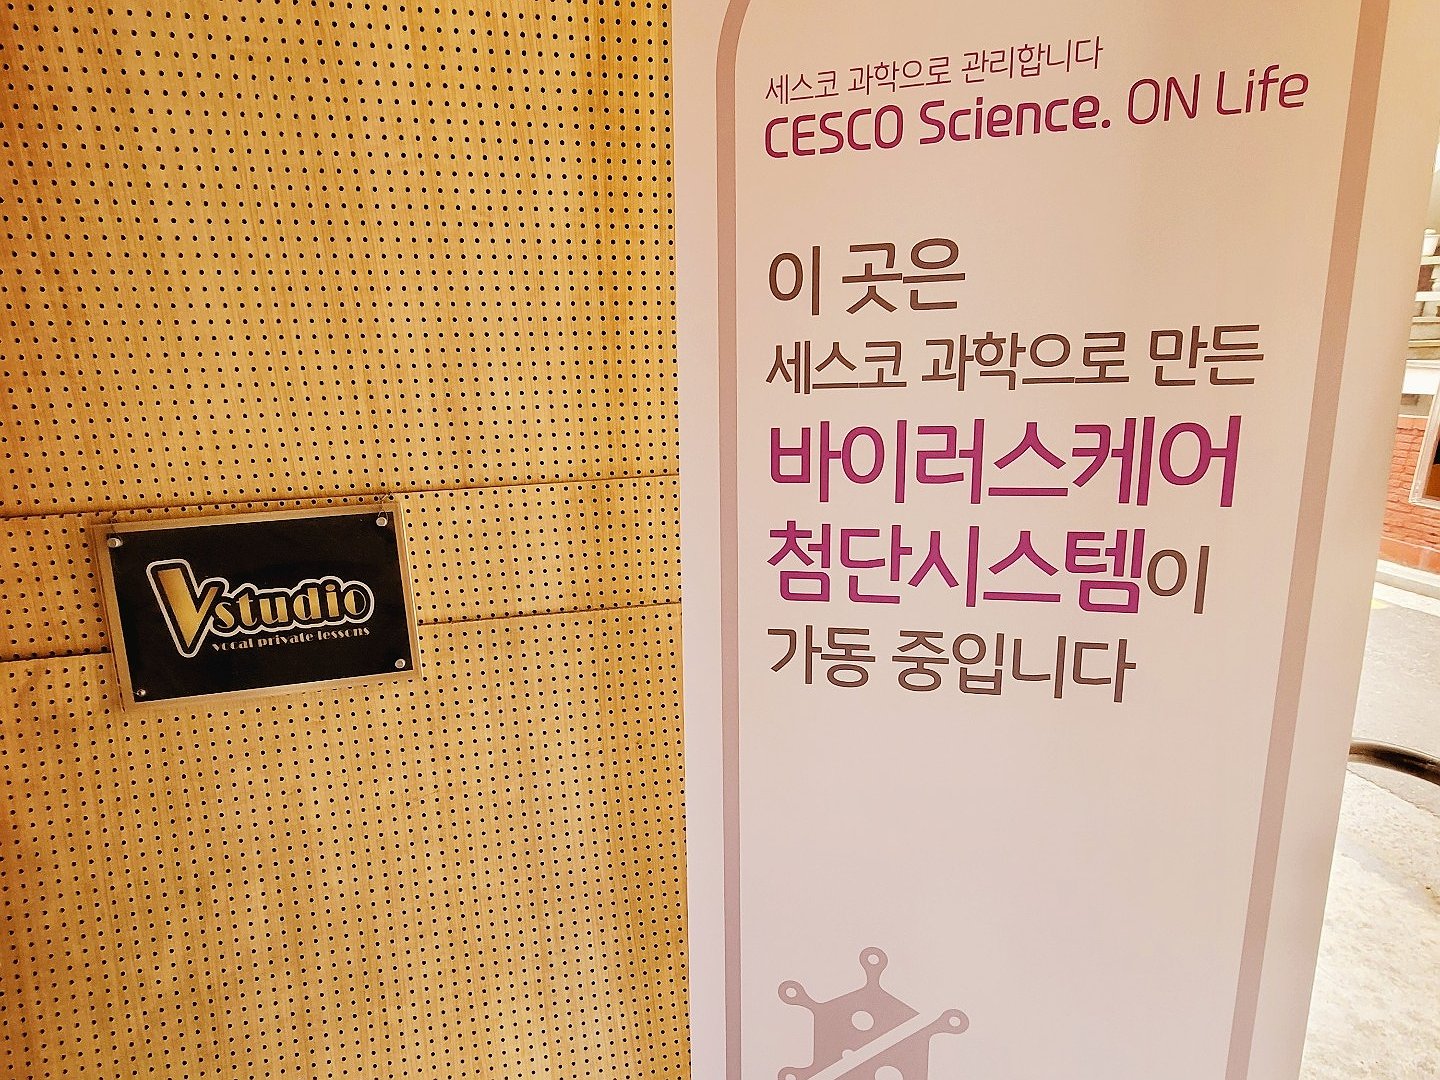 Vstudio
vocal private lessons
세스코 과학으로 관리합니다
CESCO Science. ON Life
이 곳은
세스코 과학으로 만든
바이러스케어
첨단시스템이
가동 중입니다